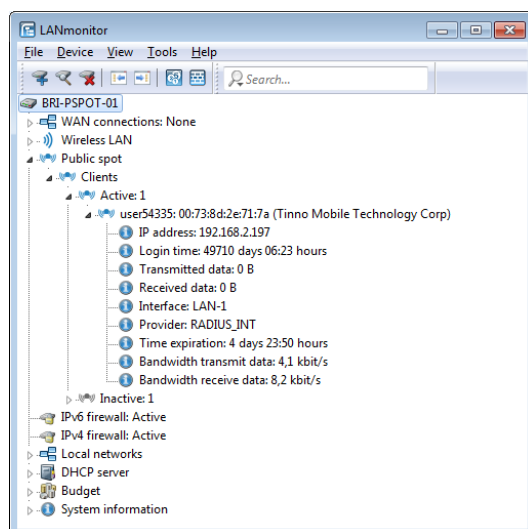 LANmonitor
File Device View Tools Help
Search...
BRI-PSPOT-01
WAN connections: None
Wireless LAN
Public spot
Clients
Active: 1
user54335: 00:73:8d:2e:71:7a (Tinno Mobile Technology Corp)
IP address: 192.168.2.197
Login time: 49710 days 06:23 hours
Transmitted data: 0 B
Received data: 0 B
Interface: LAN-1
Provider: RADIUS_INT
Time expiration: 4 days 23:50 hours
Bandwidth transmit data: 4,1 kbit/s
Bandwidth receive data: 8,2 kbit/s
Inactive: 1
IPv6 firewall: Active
IPv4 firewall: Active
Local networks
DHCP server
Budget
System information